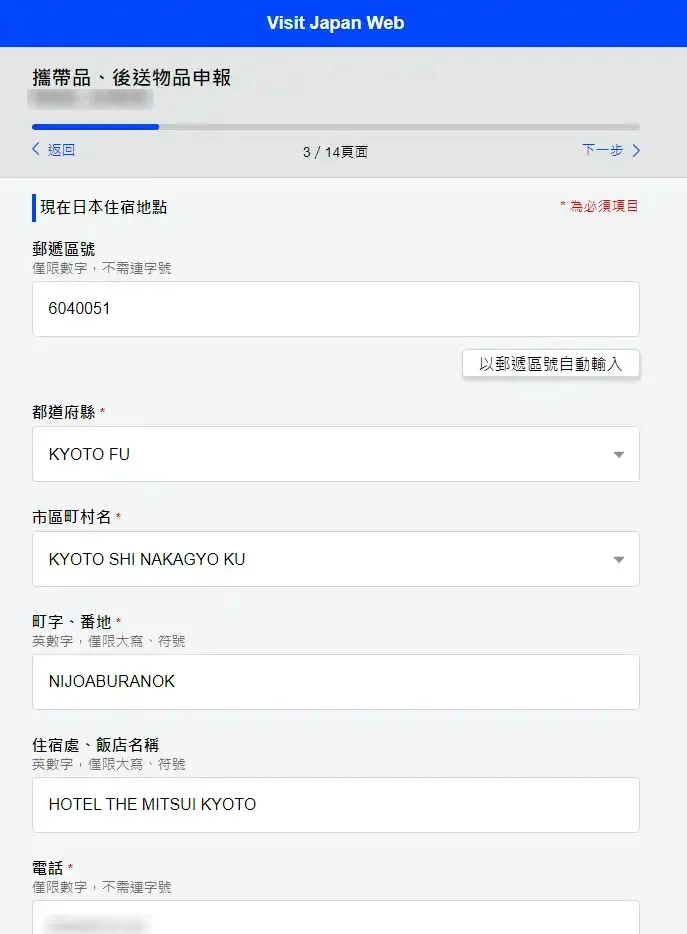 Visit Japan Web
攜帶品、後送物品申報
返回
3 / 14頁面
下一步
現在日本住宿地點
* 為必須項目
郵遞區號
僅限數字，不需連字號
6040051
以郵遞區號自動輸入
都道府縣 *
KYOTO FU
市區町村名 *
KYOTO SHI NAKAGYO KU
町字、番地 *
英數字，僅限大寫、符號
NIJOABURANOK
住宿處、飯店名稱
英數字，僅限大寫、符號
HOTEL THE MITSUI KYOTO
電話 *
僅限數字，不需連字號